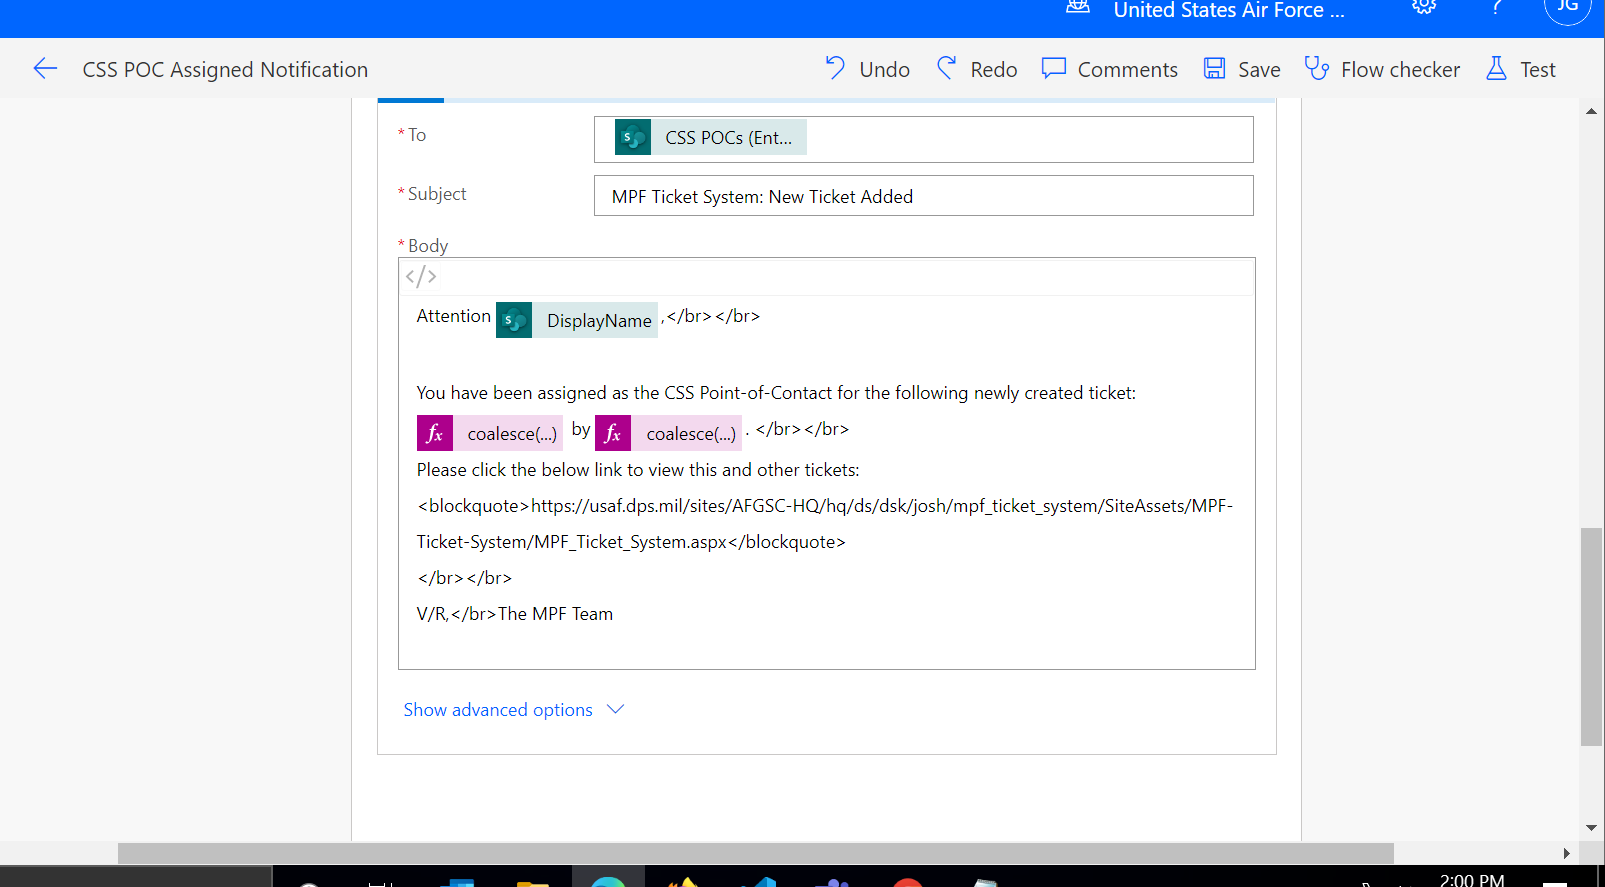 United States Air Force ...
?
JG
CSS POC Assigned Notification
Undo
Redo
Comments
Save
Flow checker
Test
* To
S
CSS POCs (Ent...
* Subject
MPF Ticket System: New Ticket Added
* Body
</>
Attention S DisplayName ,</br></br>
You have been assigned as the CSS Point-of-Contact for the following newly created ticket:
fx coalesce(...) by fx coalesce(...) . </br></br>
Please click the below link to view this and other tickets:
<blockquote>https://usaf.dps.mil/sites/AFGSC-HQ/hq/ds/dsk/josh/mpf_ticket_system/SiteAssets/MPF-
Ticket-System/MPF_Ticket_System.aspx</blockquote>
</br></br>
V/R,</br>The MPF Team
Show advanced options
2:00 PM